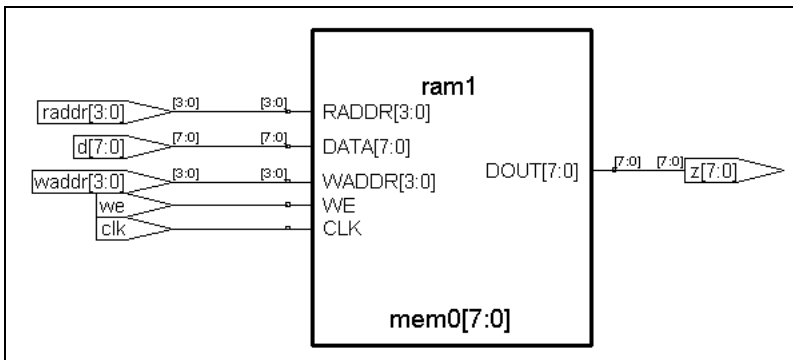 ram1
raddr[3:0] [3:0] [3:0] RADDR[3:0]
d[7:0] [7:0] [7:0] DATA[7:0]
waddr[3:0] [3:0] [3:0] WADDR[3:0]
we WE
clk CLK
DOUT[7:0] [7:0] [7:0] z[7:0]
mem0[7:0]